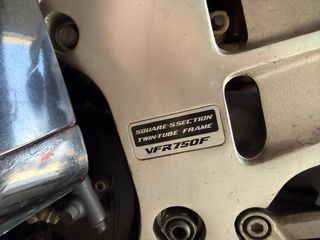 SQUARE-SSECTION
TWIN-TUBE FRAME
VFR750F